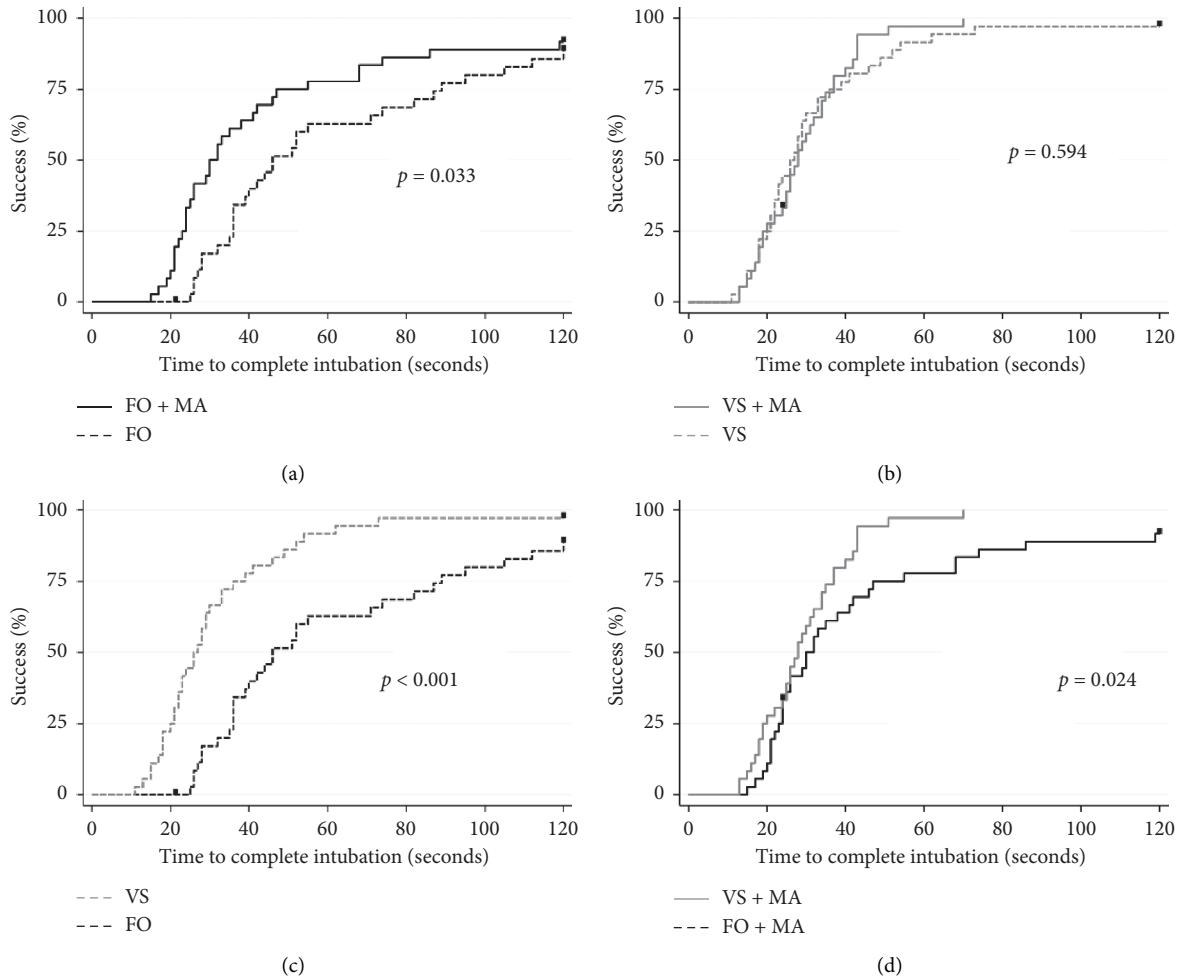 100
75
50
25
0
Success (%)
p = 0.033
0 20 40 60 80 100 120
Time to complete intubation (seconds)
FO + MA
FO
(a)
100
75
50
25
0
Success (%)
p = 0.594
0 20 40 60 80 100 120
Time to complete intubation (seconds)
VS + MA
VS
(b)
100
75
50
25
0
Success (%)
p < 0.001
0 20 40 60 80 100 120
Time to complete intubation (seconds)
VS
FO
(c)
100
75
50
25
0
Success (%)
p = 0.024
0 20 40 60 80 100 120
Time to complete intubation (seconds)
VS + MA
FO + MA
(d)